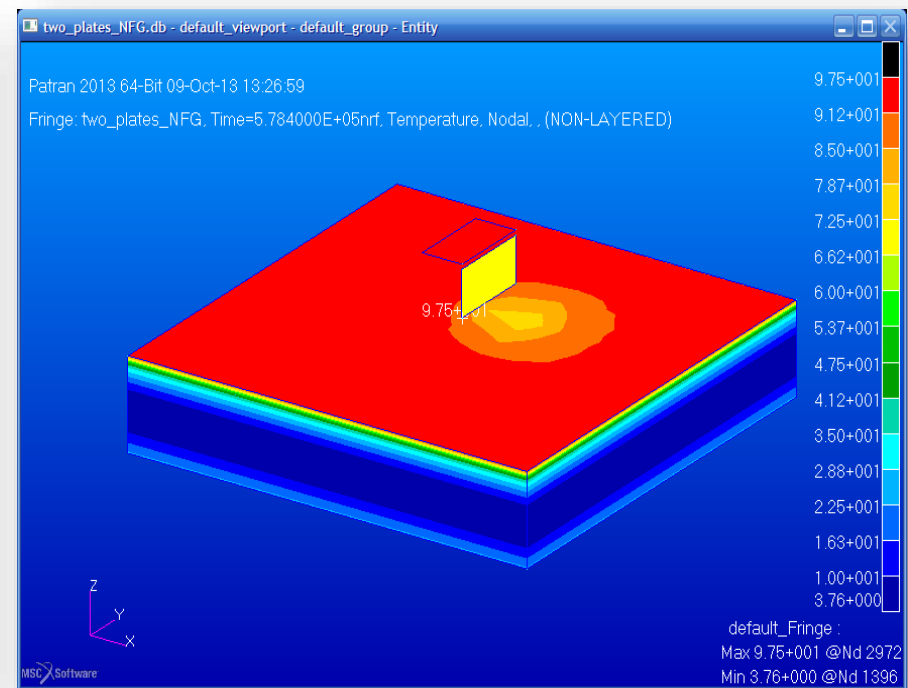 two_plates_NFG.db - default_viewport - default_group - Entity
Patran 2013 64-Bit 09-Oct-13 13:26:59
Fringe: two_plates_NFG, Time=5.784000E+05nrf, Temperature, Nodal, , (NON-LAYERED)
9.75+001
9.12+001
8.50+001
7.87+001
7.25+001
6.62+001
6.00+001
5.37+001
4.75+001
4.12+001
3.50+001
2.88+001
2.25+001
1.63+001
1.00+001
3.76+000
9.75+001
Z
Y
X
default_Fringe :
Max 9.75+001 @Nd 2972
Min 3.76+000 @Nd 1396
MSC Software